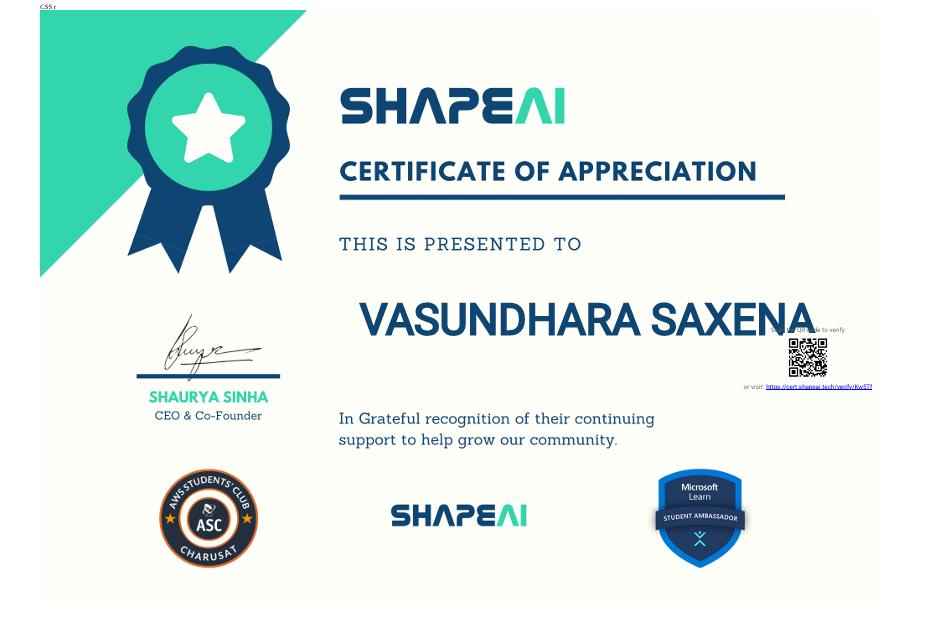 CSS r
SHAPEAI
CERTIFICATE OF APPRECIATION
THIS IS PRESENTED TO
VASUNDHARA SAXENA
QR code to verify
or visit: https://cert.shapeai.tech/verify/Kw5Tf
SHAURYA SINHA
CEO & Co-Founder
In Grateful recognition of their continuing
support to help grow our community.
AWS STUDENTS' CLUB
ASC
CHARUSAT
SHAPEAI
Microsoft
Learn
STUDENT AMBASSADOR